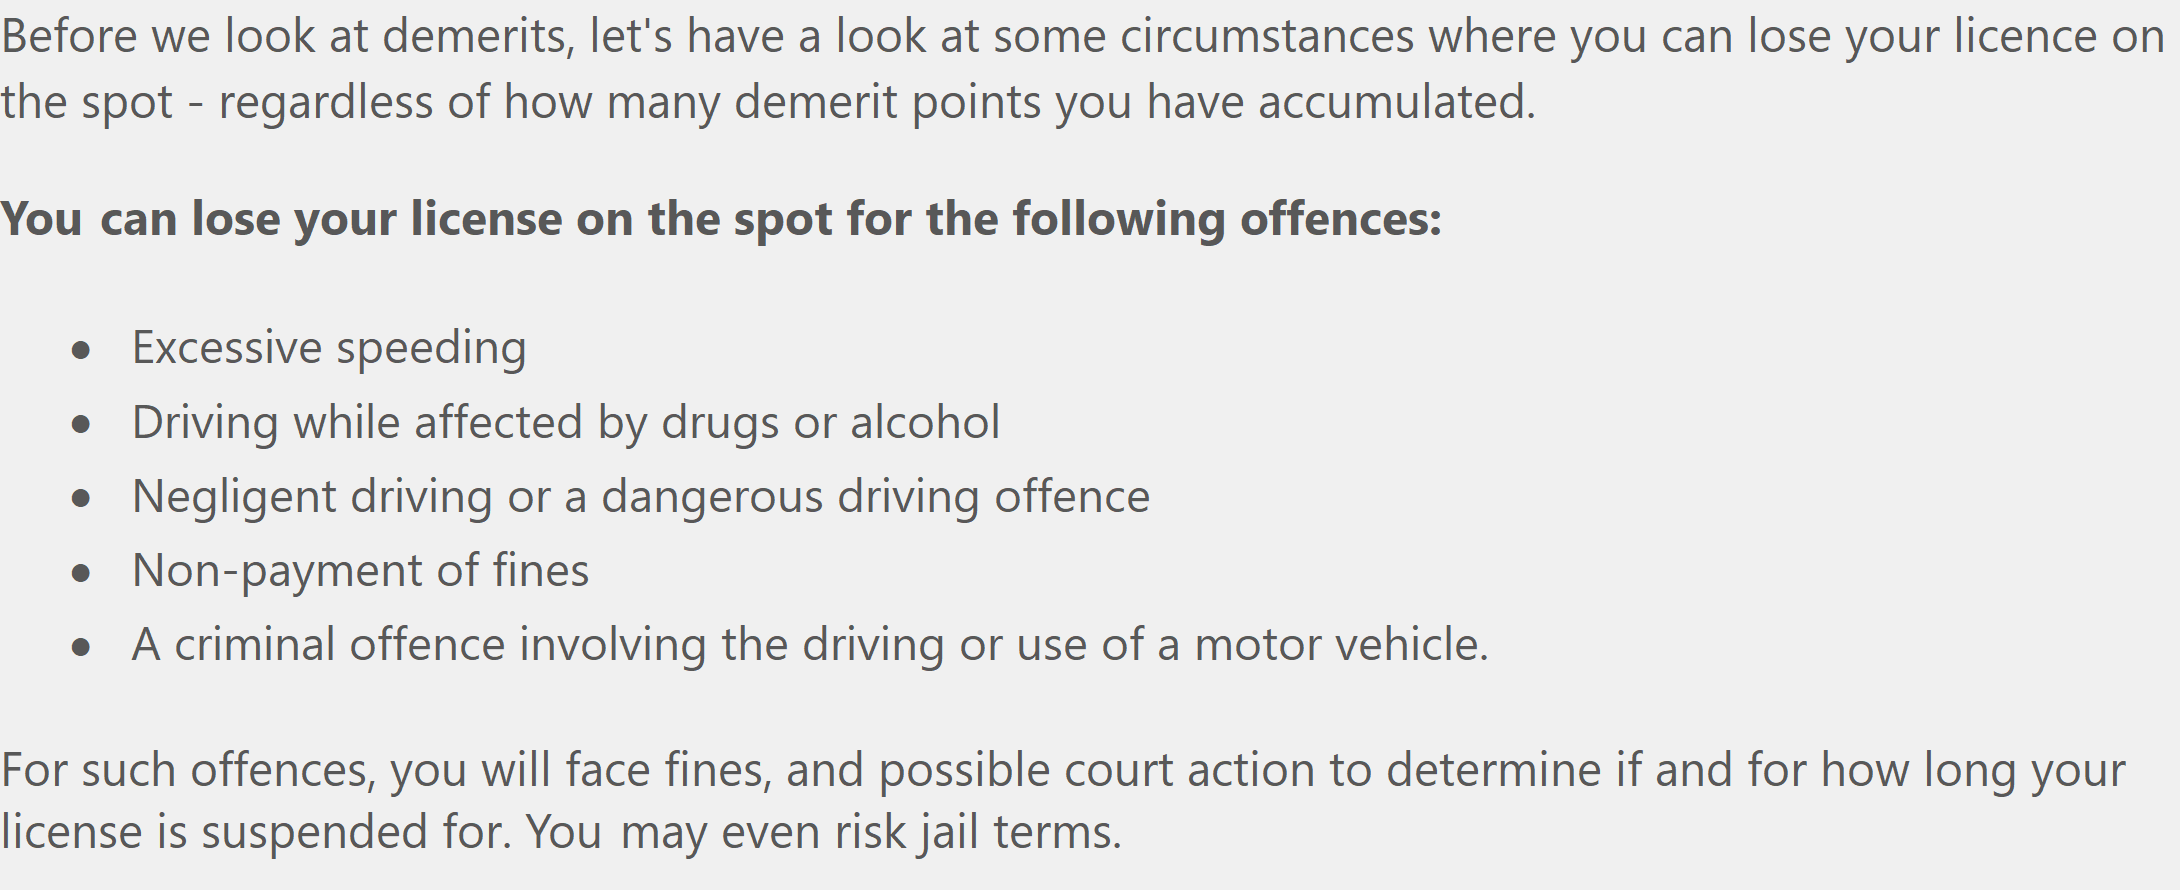 Before we look at demerits, let's have a look at some circumstances where you can lose your licence on
the spot - regardless of how many demerit points you have accumulated.
You can lose your license on the spot for the following offences:
● Excessive speeding
● Driving while affected by drugs or alcohol
● Negligent driving or a dangerous driving offence
● Non-payment of fines
● A criminal offence involving the driving or use of a motor vehicle.
For such offences, you will face fines, and possible court action to determine if and for how long your
license is suspended for. You may even risk jail terms.